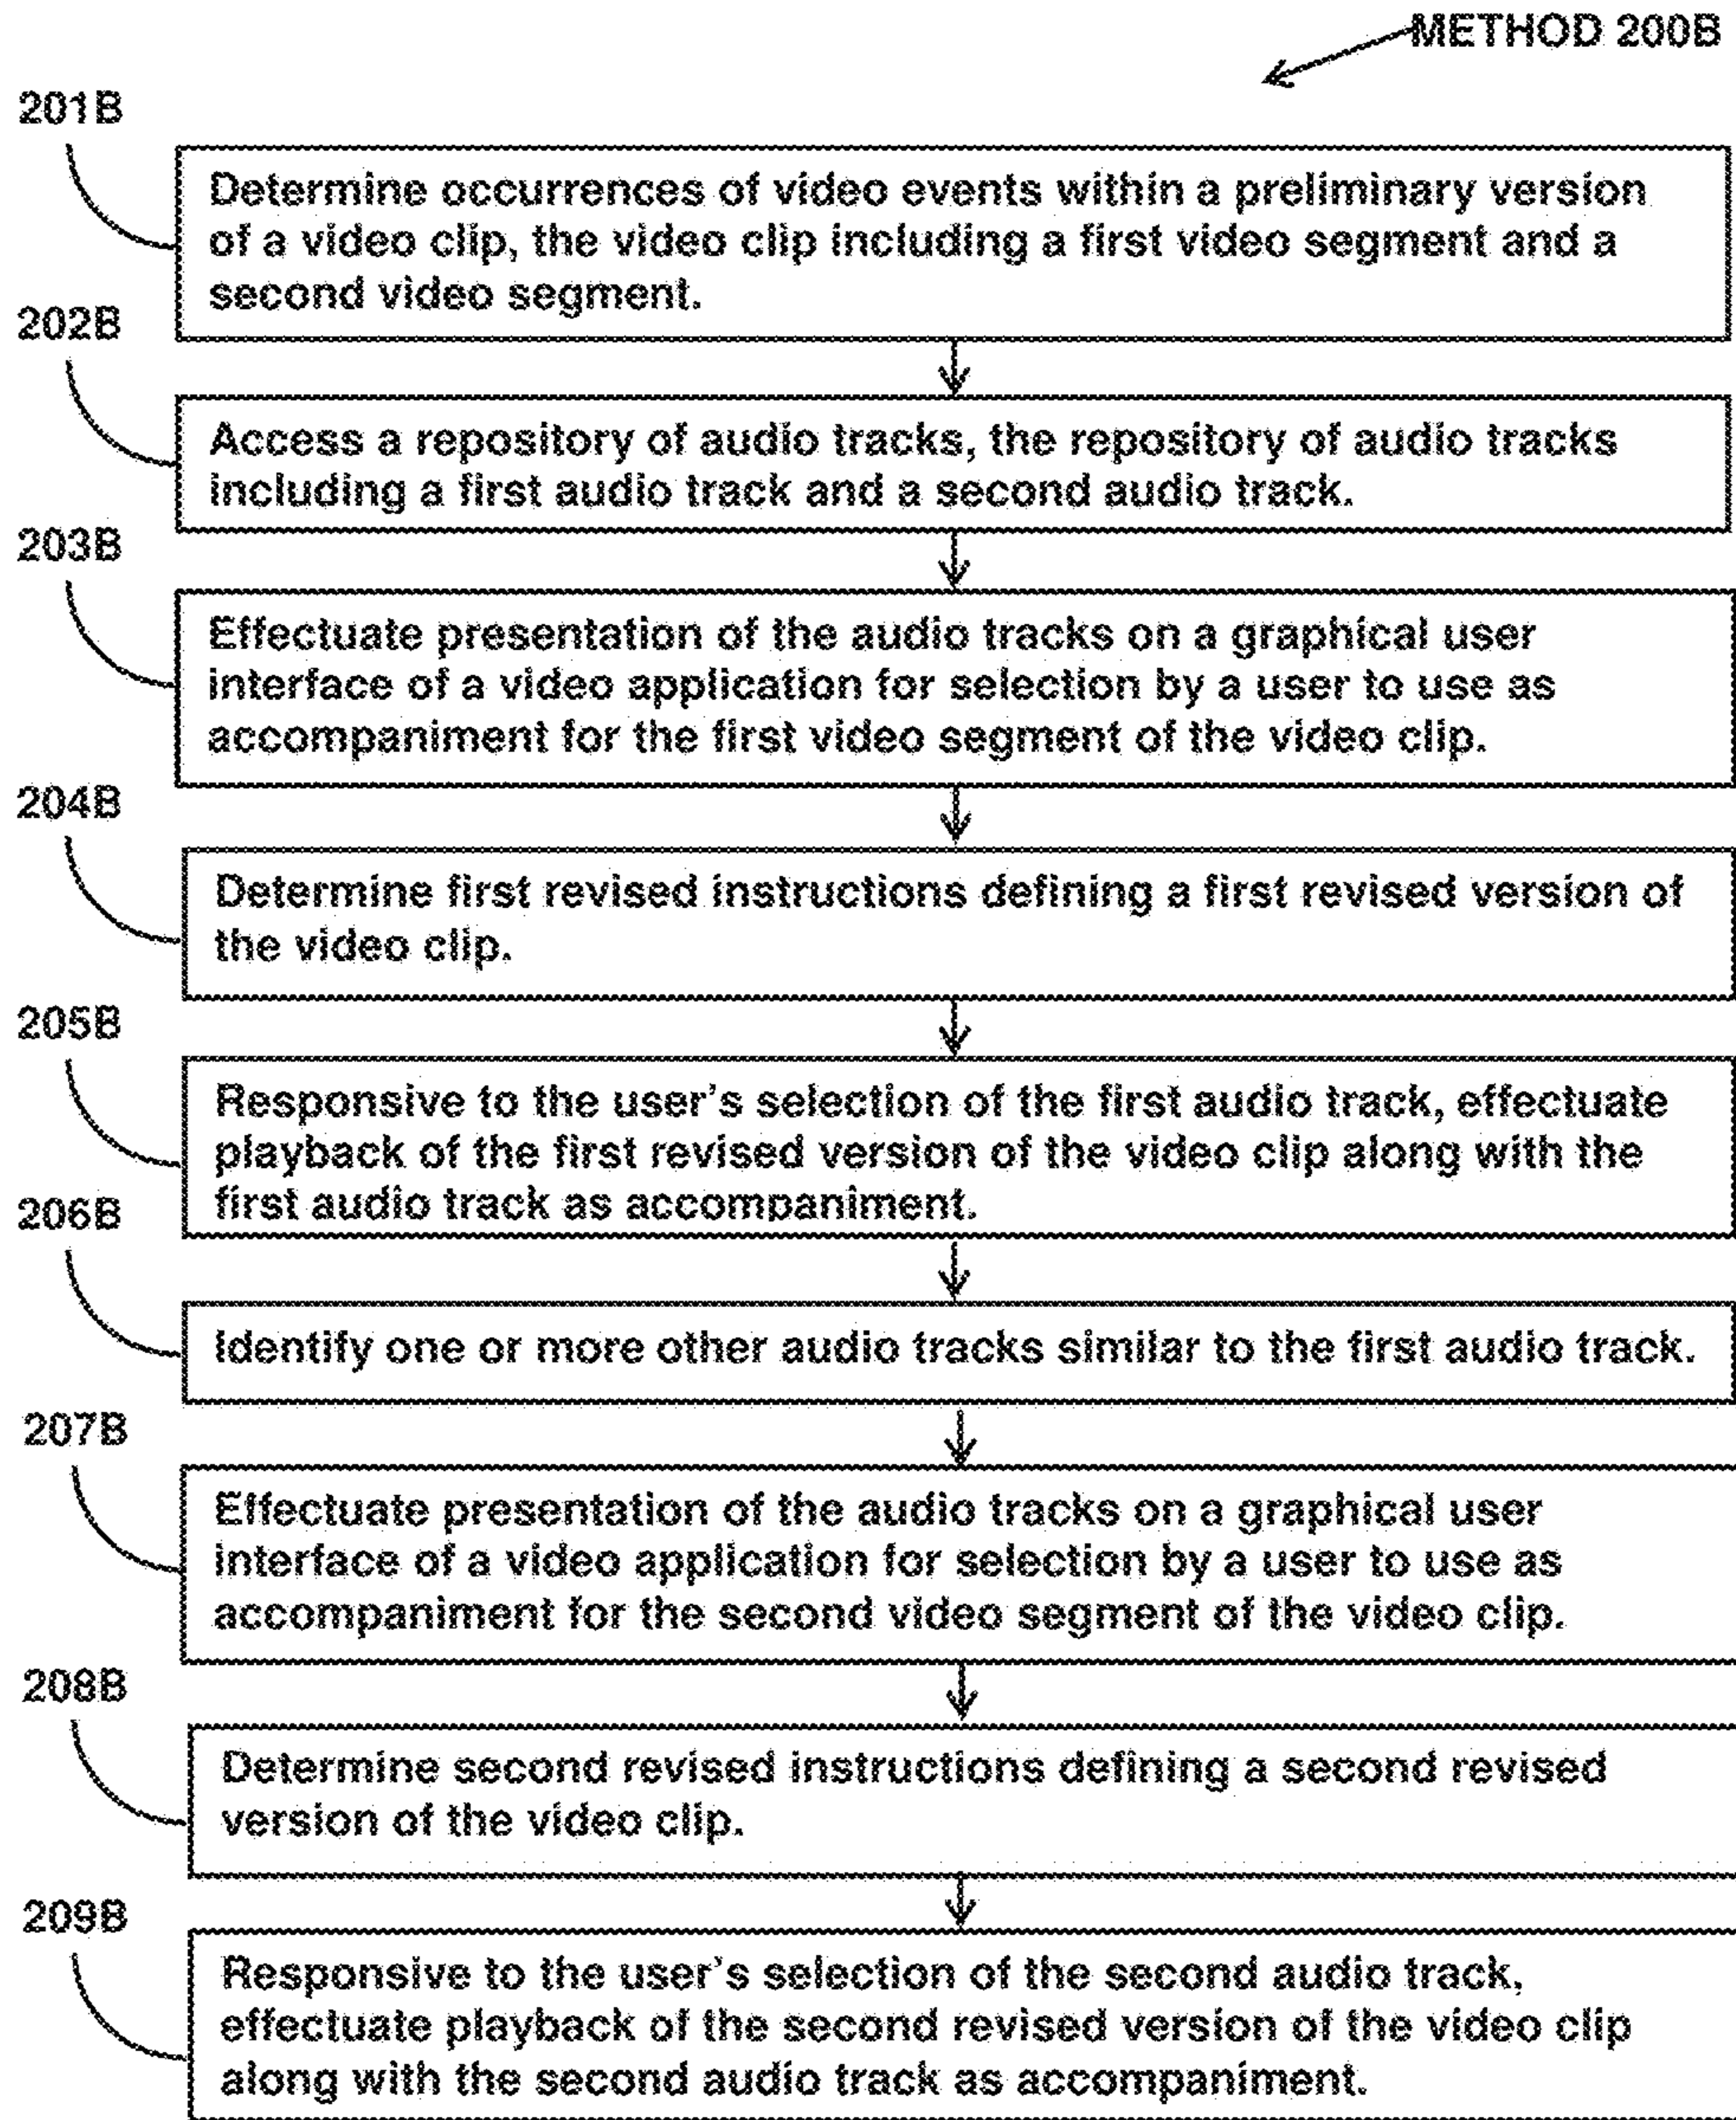 METHOD 200B
201B
Determine occurrences of video events within a preliminary version
of a video clip, the video clip including a first video segment and a
second video segment.
202B
Access a repository of audio tracks, the repository of audio tracks
including a first audio track and a second audio track.
203B
Effectuate presentation of the audio tracks on a graphical user
interface of a video application for selection by a user to use as
accompaniment for the first video segment of the video clip.
204B
Determine first revised instructions defining a first revised version of
the video clip.
205B
Responsive to the user's selection of the first audio track, effectuate
playback of the first revised version of the video clip along with the
first audio track as accompaniment.
206B
Identify one or more other audio tracks similar to the first audio track.
207B
Effectuate presentation of the audio tracks on a graphical user
interface of a video application for selection by a user to use as
accompaniment for the second video segment of the video clip.
208B
Determine second revised instructions defining a second revised
version of the video clip.
209B
Responsive to the user's selection of the second audio track,
effectuate playback of the second revised version of the video clip
along with the second audio track as accompaniment.